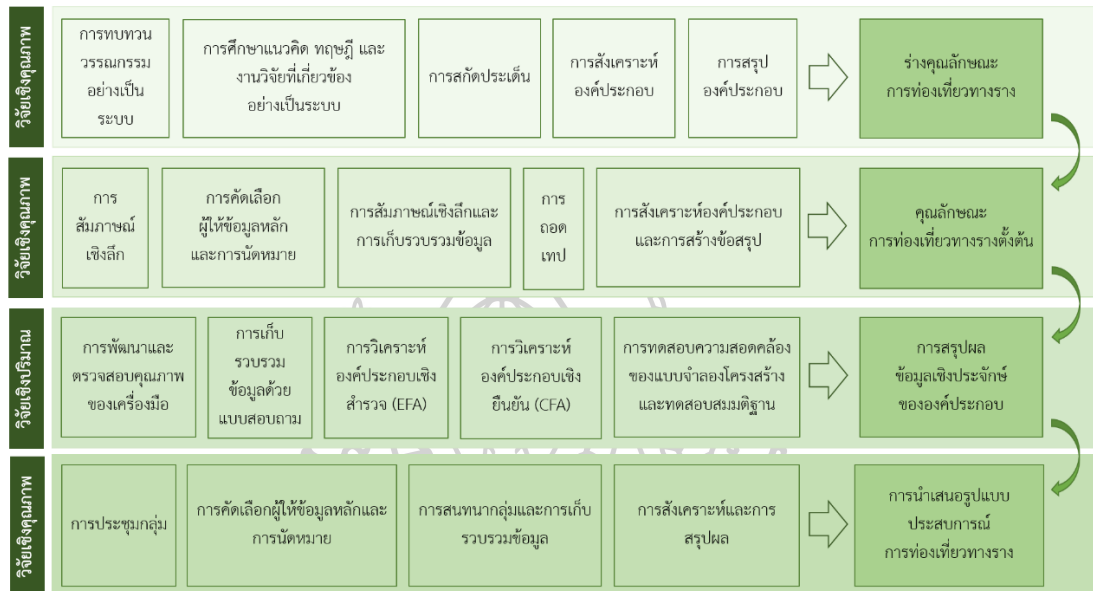 วิจัยเชิงคุณภาพ
การทบทวน
วรรณกรรม
อย่างเป็น
ระบบ
การศึกษาแนวคิด ทฤษฎี และ
งานวิจัยที่เกี่ยวข้อง
อย่างเป็นระบบ
การสกัดประเด็น
การสังเคราะห์
องค์ประกอบ
การสรุป
องค์ประกอบ
ร่างคุณลักษณะ
การท่องเที่ยวทางราง
วิจัยเชิงคุณภาพ
การ
สัมภาษณ์
เชิงลึก
การคัดเลือก
ผู้ให้ข้อมูลหลัก
และการนัดหมาย
การสัมภาษณ์เชิงลึกและ
การเก็บรวบรวมข้อมูล
การ
ถอด
เทป
การสังเคราะห์องค์ประกอบ
และการสร้างข้อสรุป
คุณลักษณะ
การท่องเที่ยวทางรางตั้งต้น
วิจัยเชิงปริมาณ
การพัฒนาและ
ตรวจสอบคุณภาพ
ของเครื่องมือ
การเก็บ
รวบรวม
ข้อมูลด้วย
แบบสอบถาม
การวิเคราะห์
องค์ประกอบเชิง
สำรวจ (EFA)
การวิเคราะห์
องค์ประกอบเชิง
ยืนยัน (CFA)
การทดสอบความสอดคล้อง
ของแบบจำลองโครงสร้าง
และทดสอบสมมติฐาน
การสรุปผล
ข้อมูลเชิงประจักษ์
ขององค์ประกอบ
วิจัยเชิงคุณภาพ
การประชุมกลุ่ม
การคัดเลือกผู้ให้ข้อมูลหลักและ
การนัดหมาย
การสนทนากลุ่มและการเก็บ
รวบรวมข้อมูล
การสังเคราะห์และการ
สรุปผล
การนำเสนอรูปแบบ
ประสบการณ์
การท่องเที่ยวทางราง